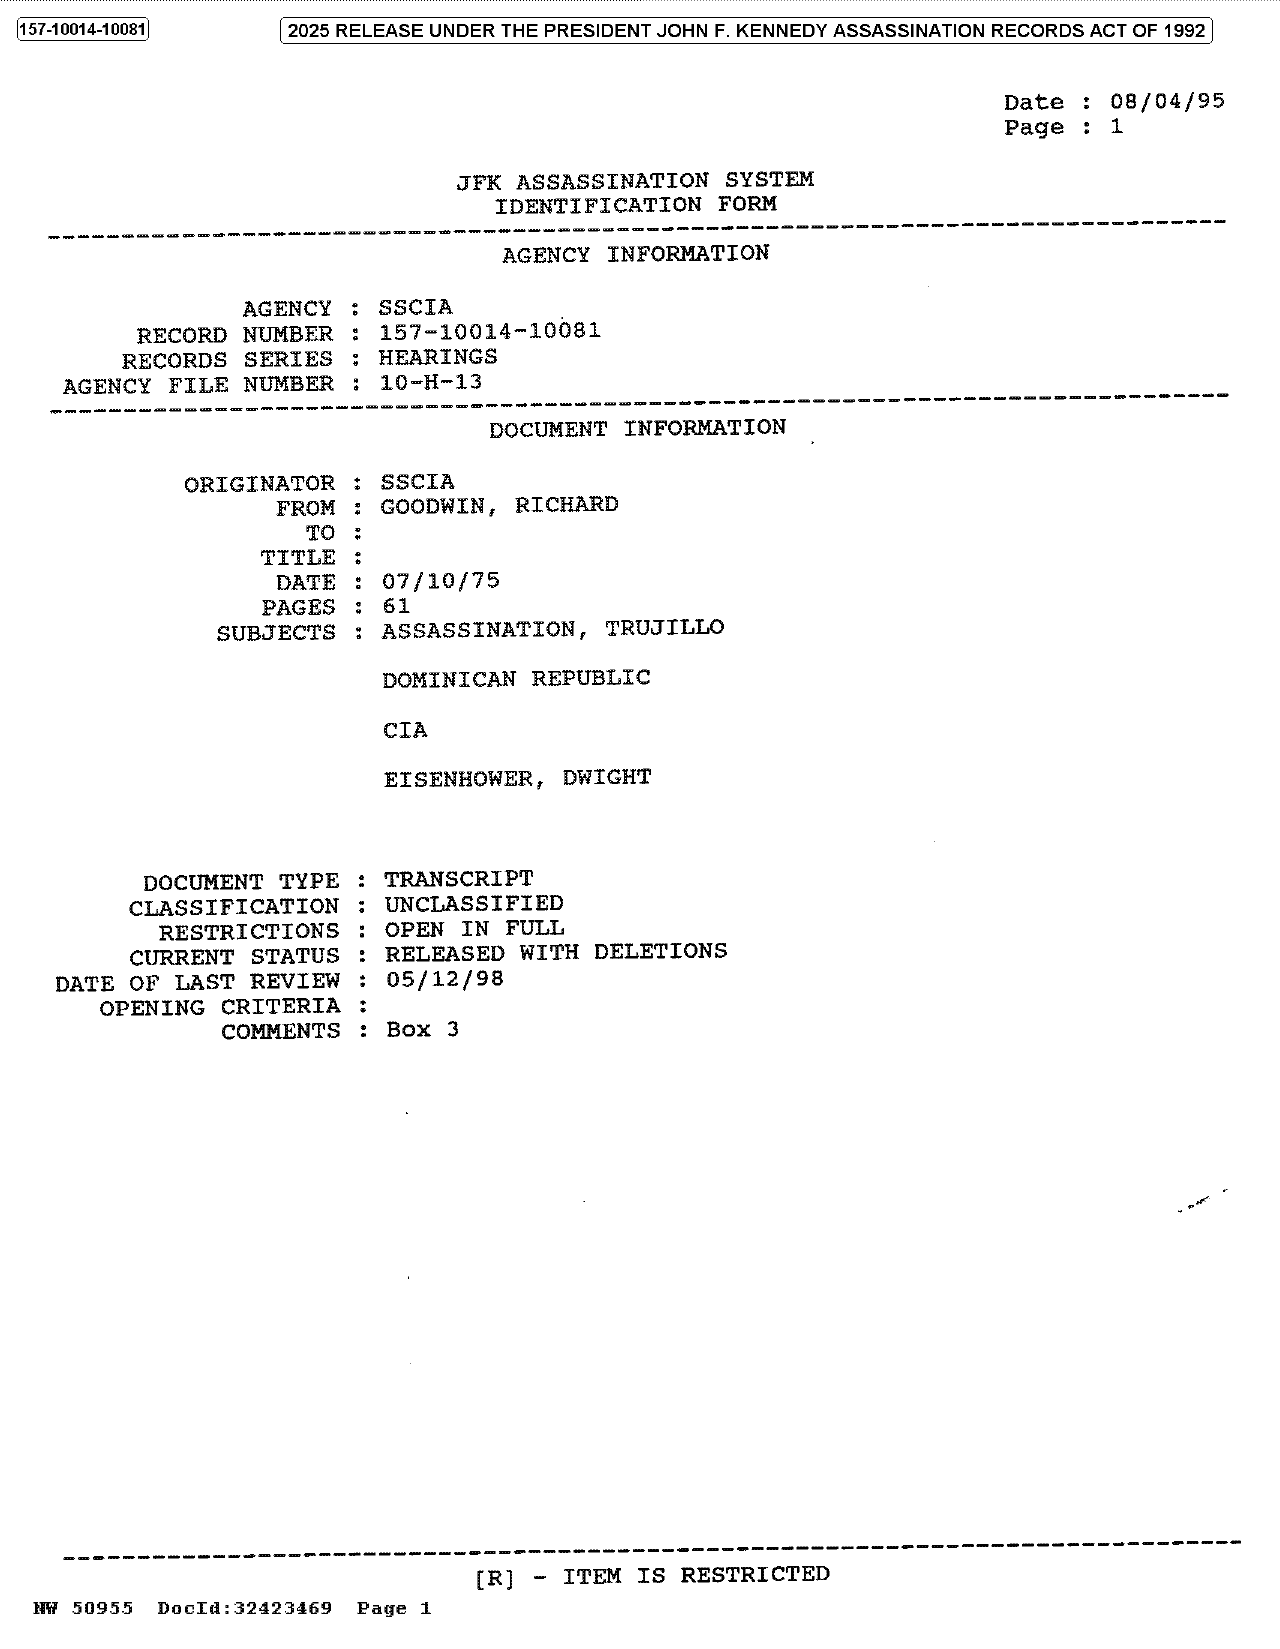 157-10014-10081
2025 RELEASE UNDER THE PRESIDENT JOHN F. KENNEDY ASSASSINATION RECORDS ACT OF 1992
Date : 08/04/95
Page : 1
JFK ASSASSINATION SYSTEM
IDENTIFICATION FORM
AGENCY INFORMATION
AGENCY : SSCIA
RECORD NUMBER : 157-10014-10081
RECORDS SERIES : HEARINGS
AGENCY FILE NUMBER : 10-H-13
DOCUMENT INFORMATION
ORIGINATOR : SSCIA
FROM : GOODWIN, RICHARD
TO :
TITLE :
DATE : 07/10/75
PAGES : 61
SUBJECTS : ASSASSINATION, TRUJILLO
DOMINICAN REPUBLIC
CIA
EISENHOWER, DWIGHT
DOCUMENT TYPE : TRANSCRIPT
CLASSIFICATION : UNCLASSIFIED
RESTRICTIONS : OPEN IN FULL
CURRENT STATUS : RELEASED WITH DELETIONS
DATE OF LAST REVIEW : 05/12/98
OPENING CRITERIA :
COMMENTS : Box 3
[R] - ITEM IS RESTRICTED
NW 50955 DocId:32423469 Page 1